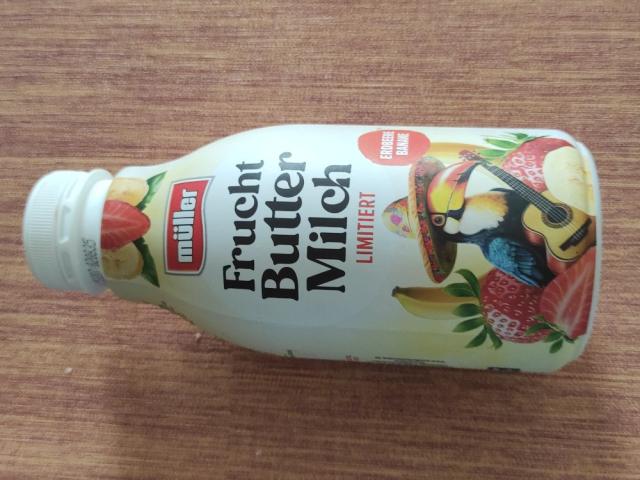 müller
Frucht
Butter
Milch
LIMITIERT
ERDBEERE
BANANE